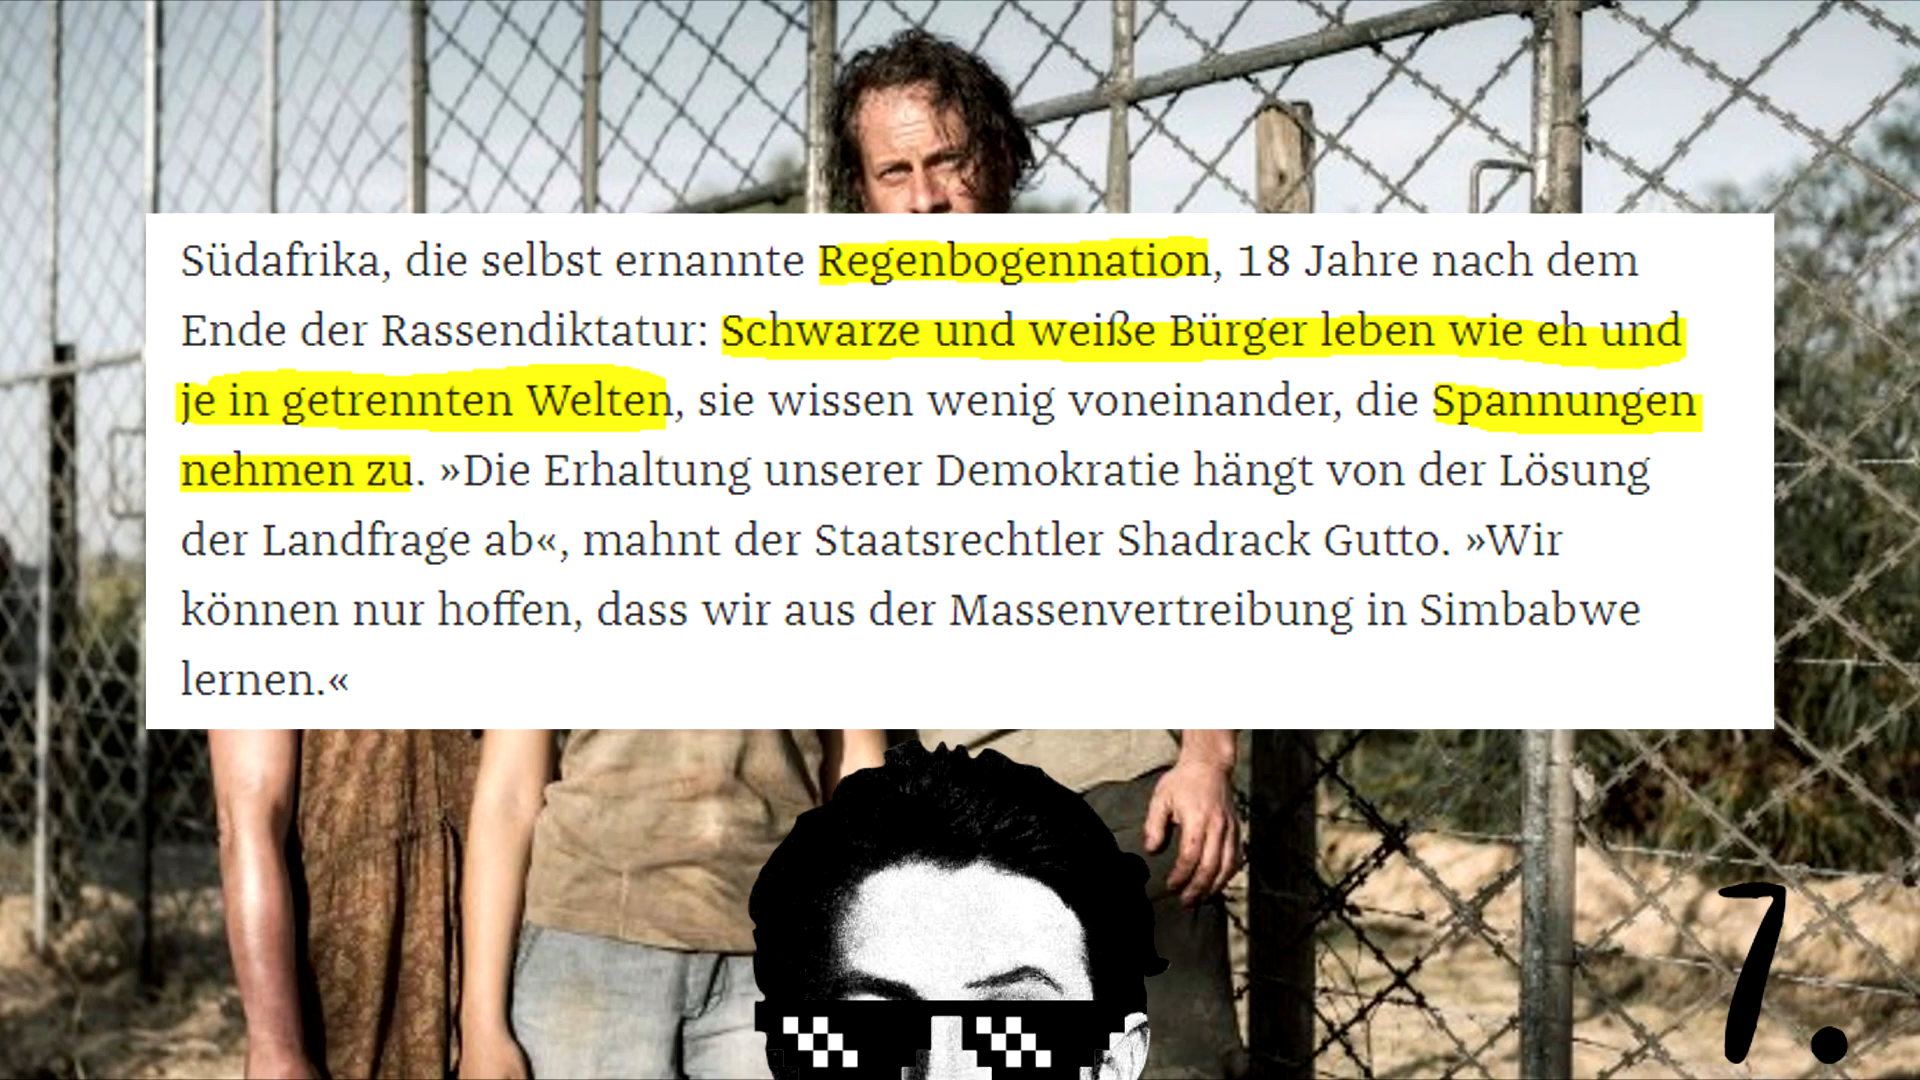 Südafrika, die selbst ernannte Regenbogennation, 18 Jahre nach dem
Ende der Rassendiktatur: Schwarze und weiße Bürger leben wie eh und
je in getrennten Welten, sie wissen wenig voneinander, die Spannungen
nehmen zu. »Die Erhaltung unserer Demokratie hängt von der Lösung
der Landfrage ab«, mahnt der Staatsrechtler Shadrack Gutto. »Wir
können nur hoffen, dass wir aus der Massenvertreibung in Simbabwe
lernen.«
7.